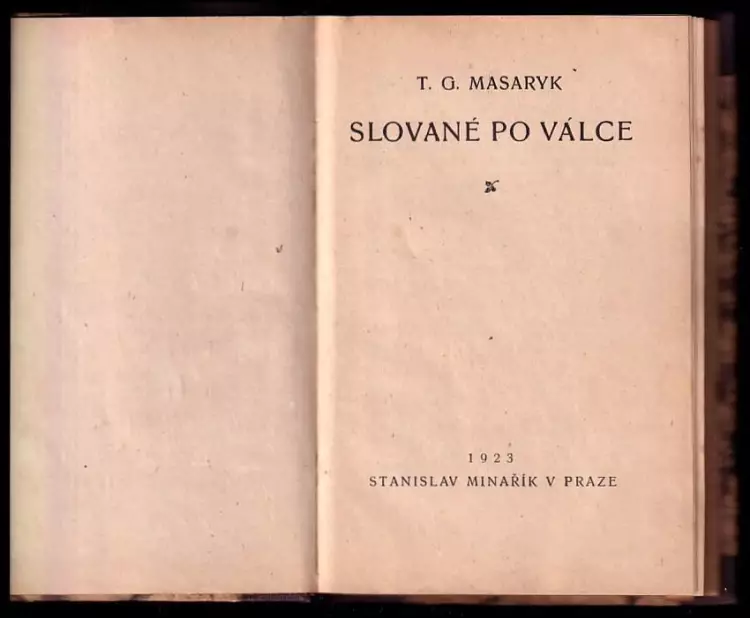 T. G. MASARYK
SLOVANÉ PO VÁLCE
1923
STANISLAV MINAŘÍK V PRAZE